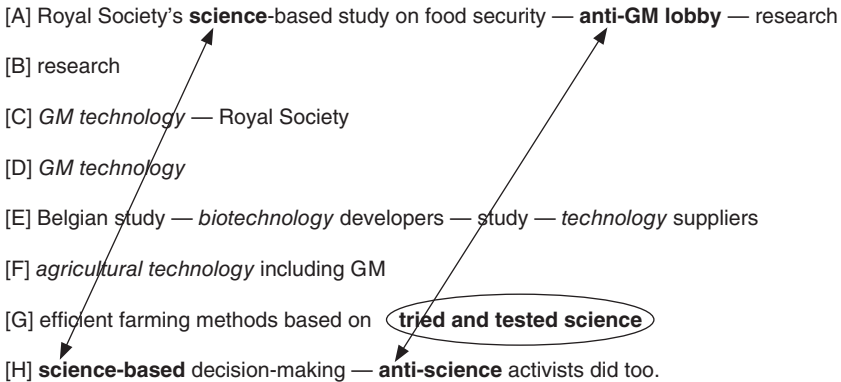 [A] Royal Society's science-based study on food security — anti-GM lobby — research
[B] research
[C] GM technology — Royal Society
[D] GM technology
[E] Belgian study — biotechnology developers — study — technology suppliers
[F] agricultural technology including GM
[G] efficient farming methods based on tried and tested science
[H] science-based decision-making — anti-science activists did too.